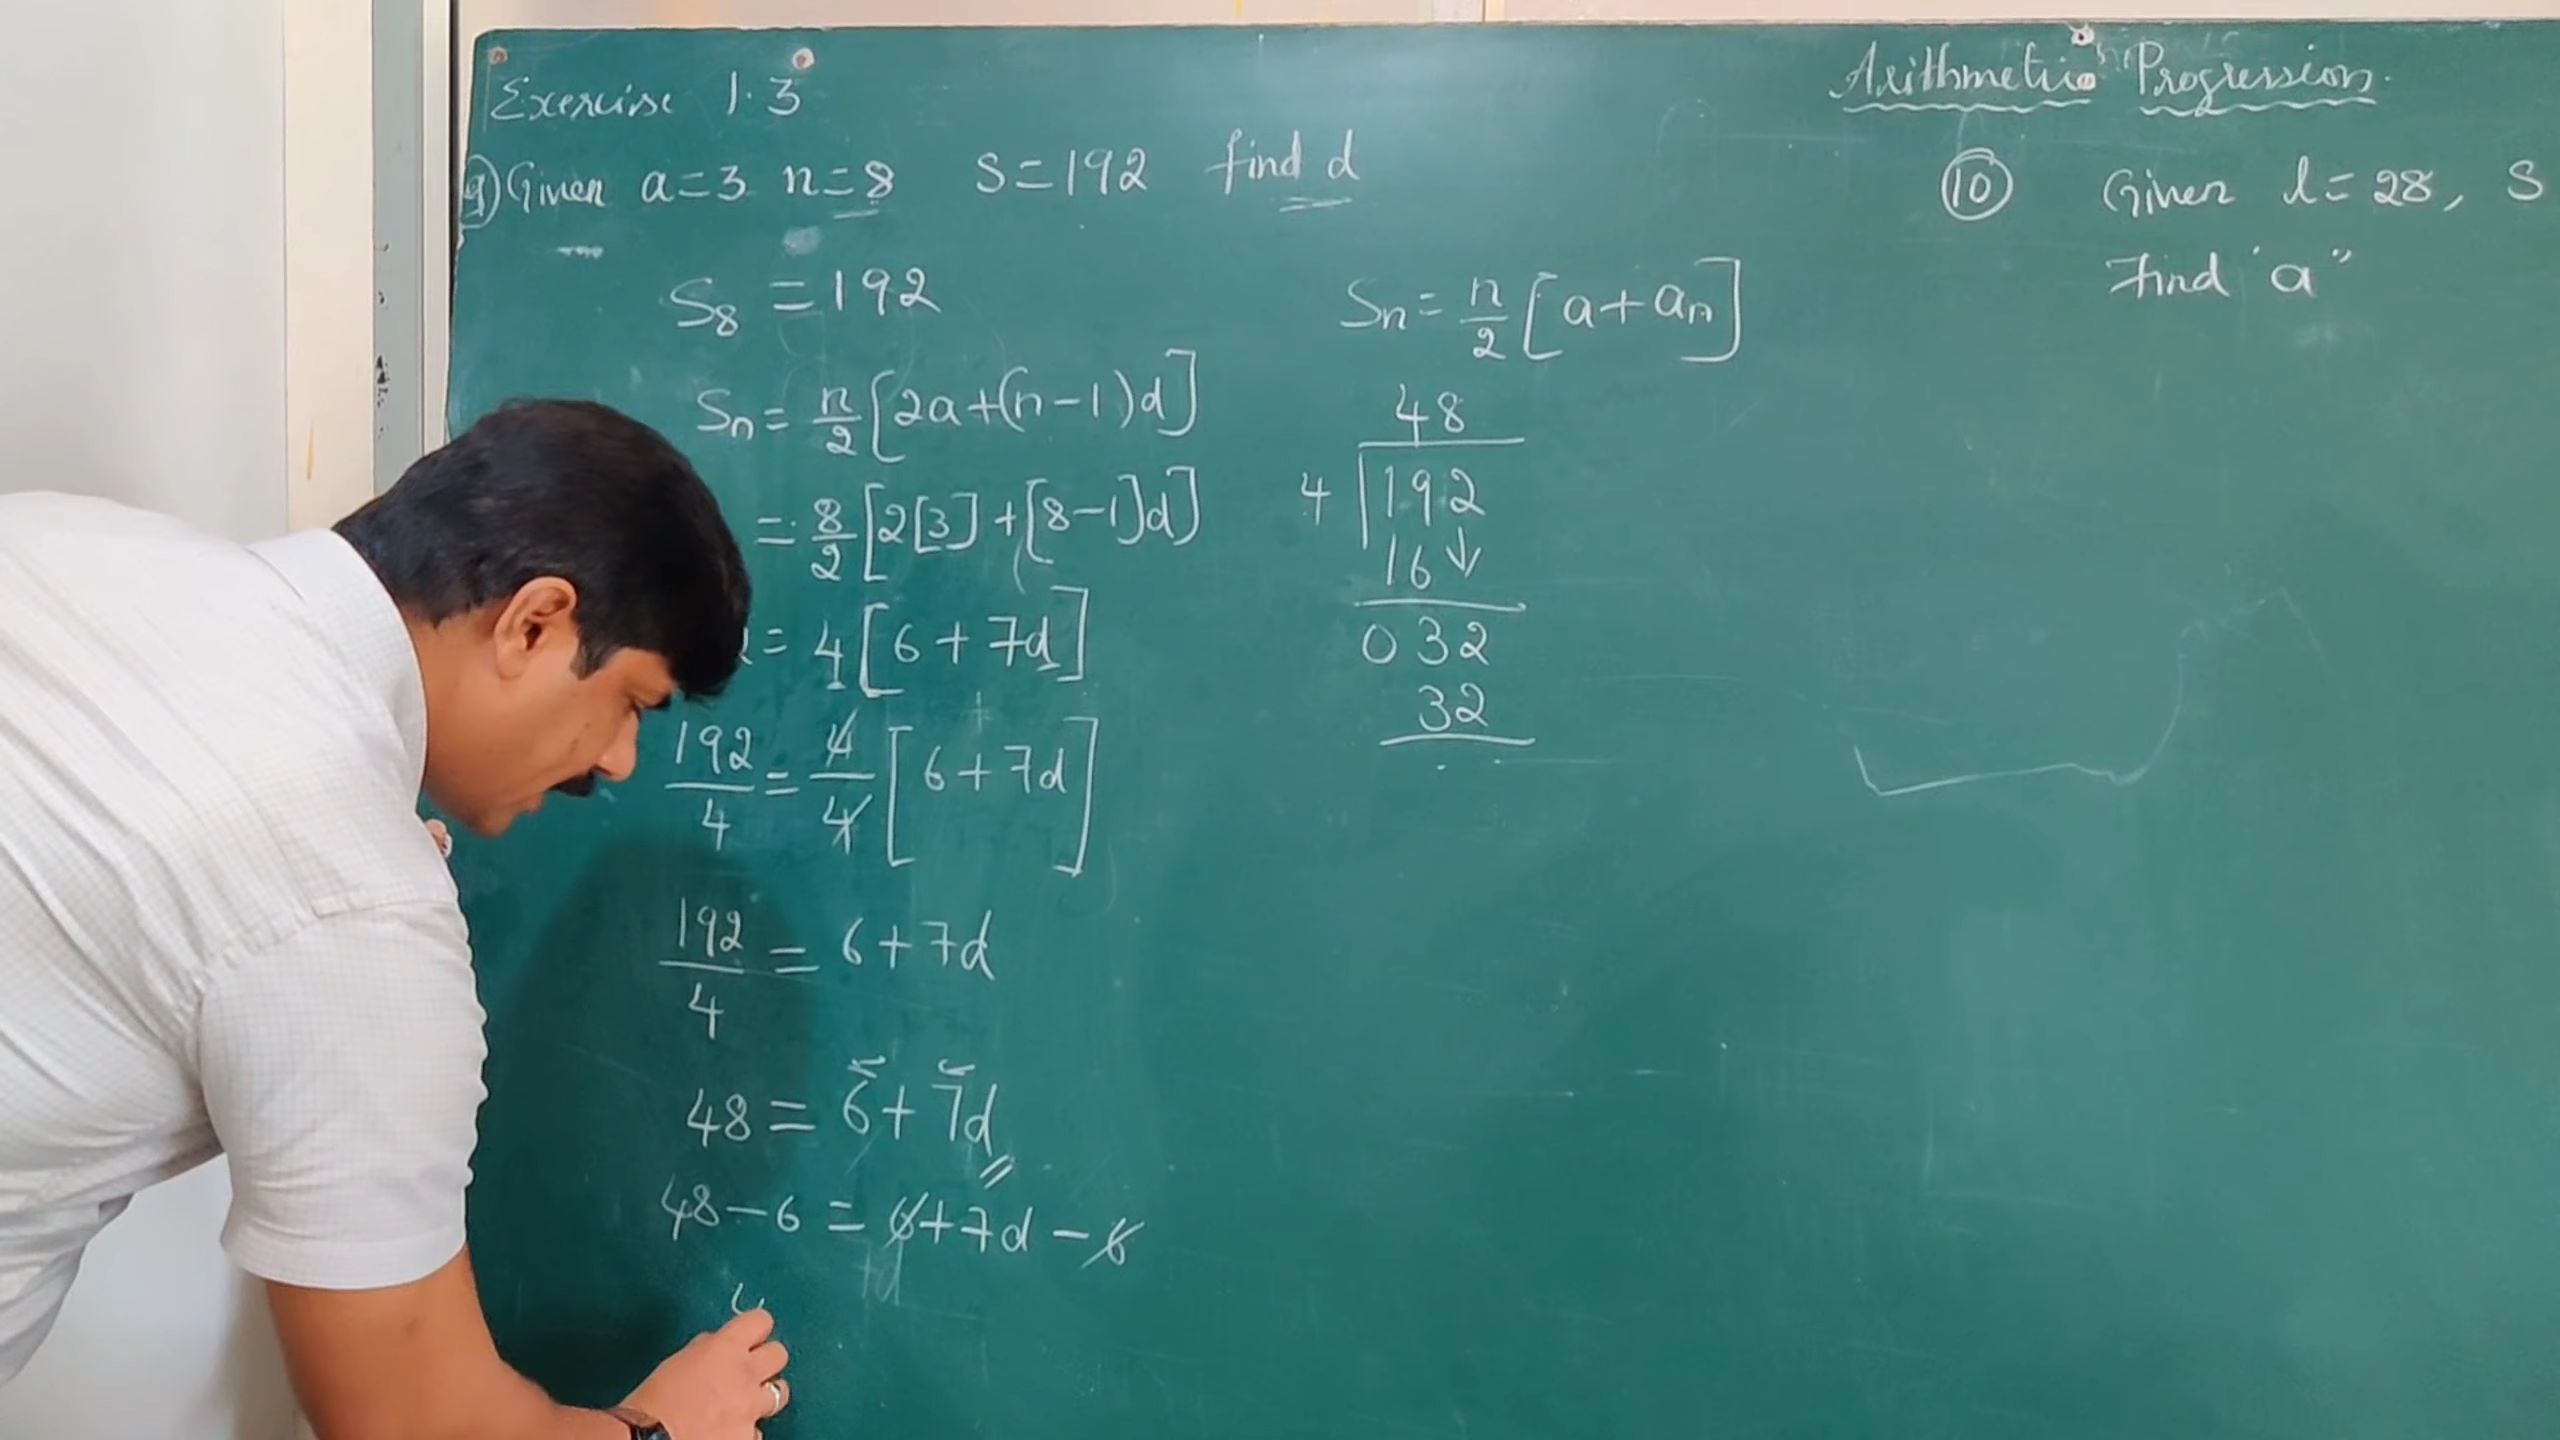 Exercise 1.3
9) Given a=3 n=8 S=192 find d
S8 = 192
Sn = n/2 [2a+(n-1)d]
= 8/2 [2[3] + [8-1]d]
= 4 [6 + 7d]
192/4 = 4/4 [6 + 7d]
192/4 = 6 + 7d
48 = 6 + 7d
48 - 6 = 6 + 7d - 6
7d
Sn = n/2 [a + an]
48
4 192
16 ↓
032
32
Arithmetic Progression.
10 Given l = 28, S
Find "a"